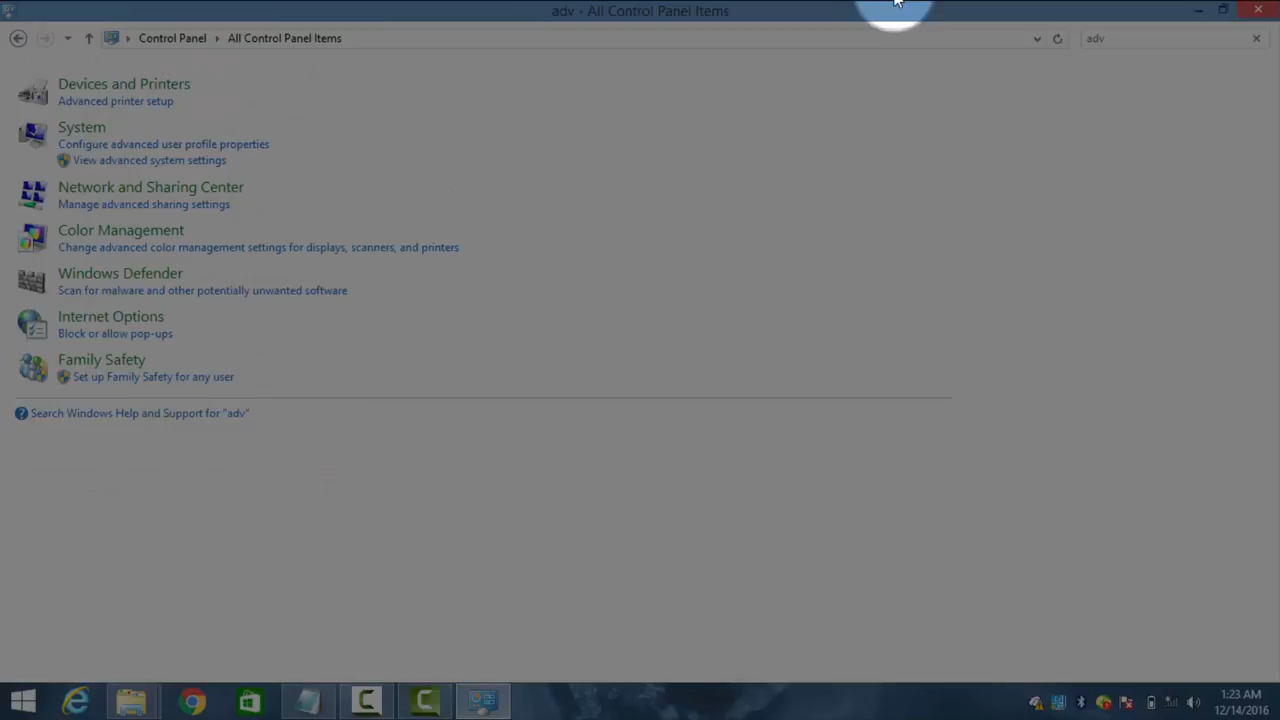 adv - All Control Panel Items
Control Panel All Control Panel Items adv
Devices and Printers
Advanced printer setup
System
Configure advanced user profile properties
View advanced system settings
Network and Sharing Center
Manage advanced sharing settings
Color Management
Change advanced color management settings for displays, scanners, and printers
Windows Defender
Scan for malware and other potentially unwanted software
Internet Options
Block or allow pop-ups
Family Safety
Set up Family Safety for any user
Search Windows Help and Support for "adv"
1:23 AM
12/14/2016